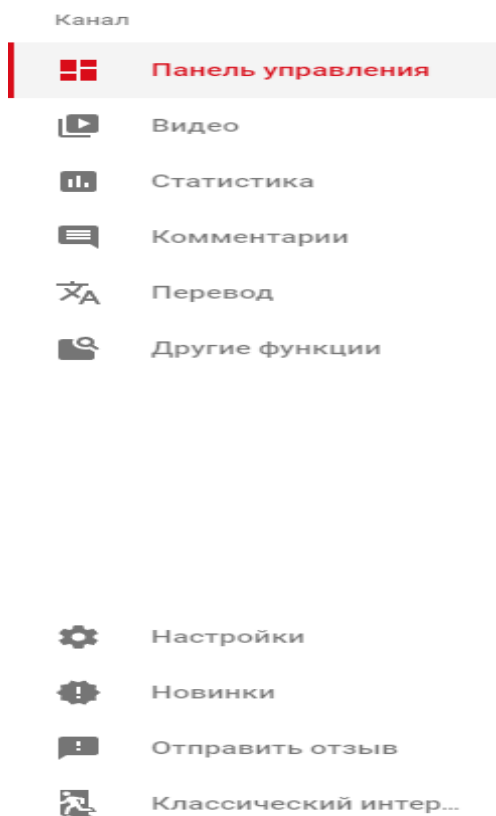 Канал
Панель управления
Видео
Статистика
Комментарии
Перевод
Другие функции
Настройки
Новинки
Отправить отзыв
Классический интер...